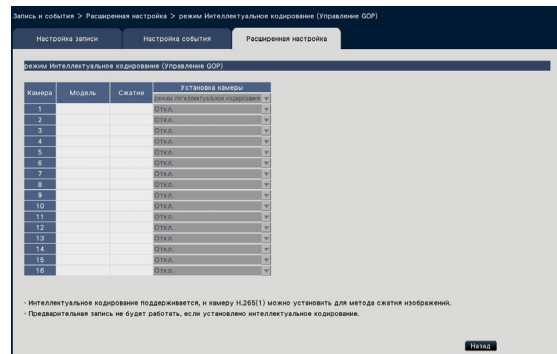 Запись и события > Расширенная настройка > режим Интеллектуальное кодирование (Управление GOP)
Настройка записи Настройка события Расширенная настройка
режим Интеллектуальное кодирование (Управление GOP)
Камера Модель Сжатие Установка камеры
режим Интеллектуальное кодирование
1 Откл.
2 Откл.
3 Откл.
4 Откл.
5 Откл.
6 Откл.
7 Откл.
8 Откл.
9 Откл.
10 Откл.
11 Откл.
12 Откл.
13 Откл.
14 Откл.
15 Откл.
16 Откл.
- Интеллектуальное кодирование поддерживается, и камеру H.265(1) можно установить для метода сжатия изображений.
- Предварительная запись не будет работать, если установлено интеллектуальное кодирование.
Назад